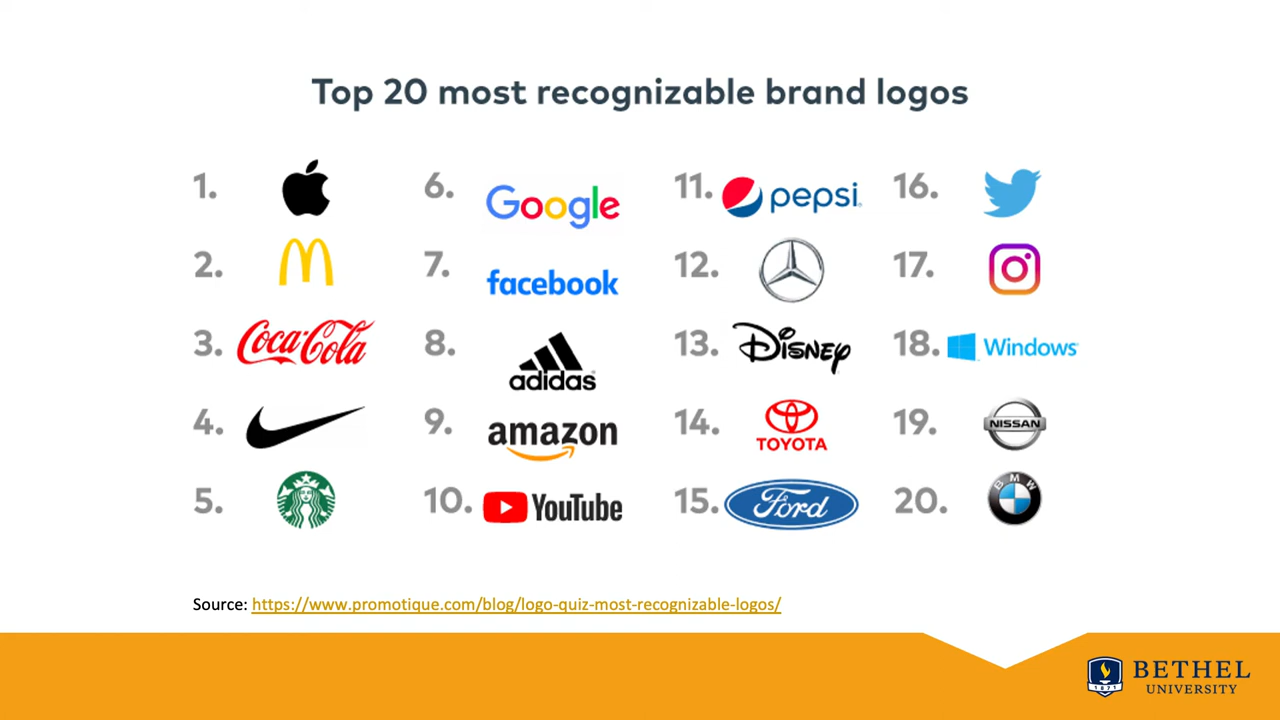 Top 20 most recognizable brand logos
1.
2.
3. Coca-Cola
4.
5.
6. Google
7. facebook
8. adidas
9. amazon
10. YouTube
11. pepsi
12.
13. Disney
14. TOYOTA
15. Ford
16.
17.
18. Windows
19. NISSAN
20. BMW
Source: https://www.promotique.com/blog/logo-quiz-most-recognizable-logos/
1871
BETHEL
UNIVERSITY